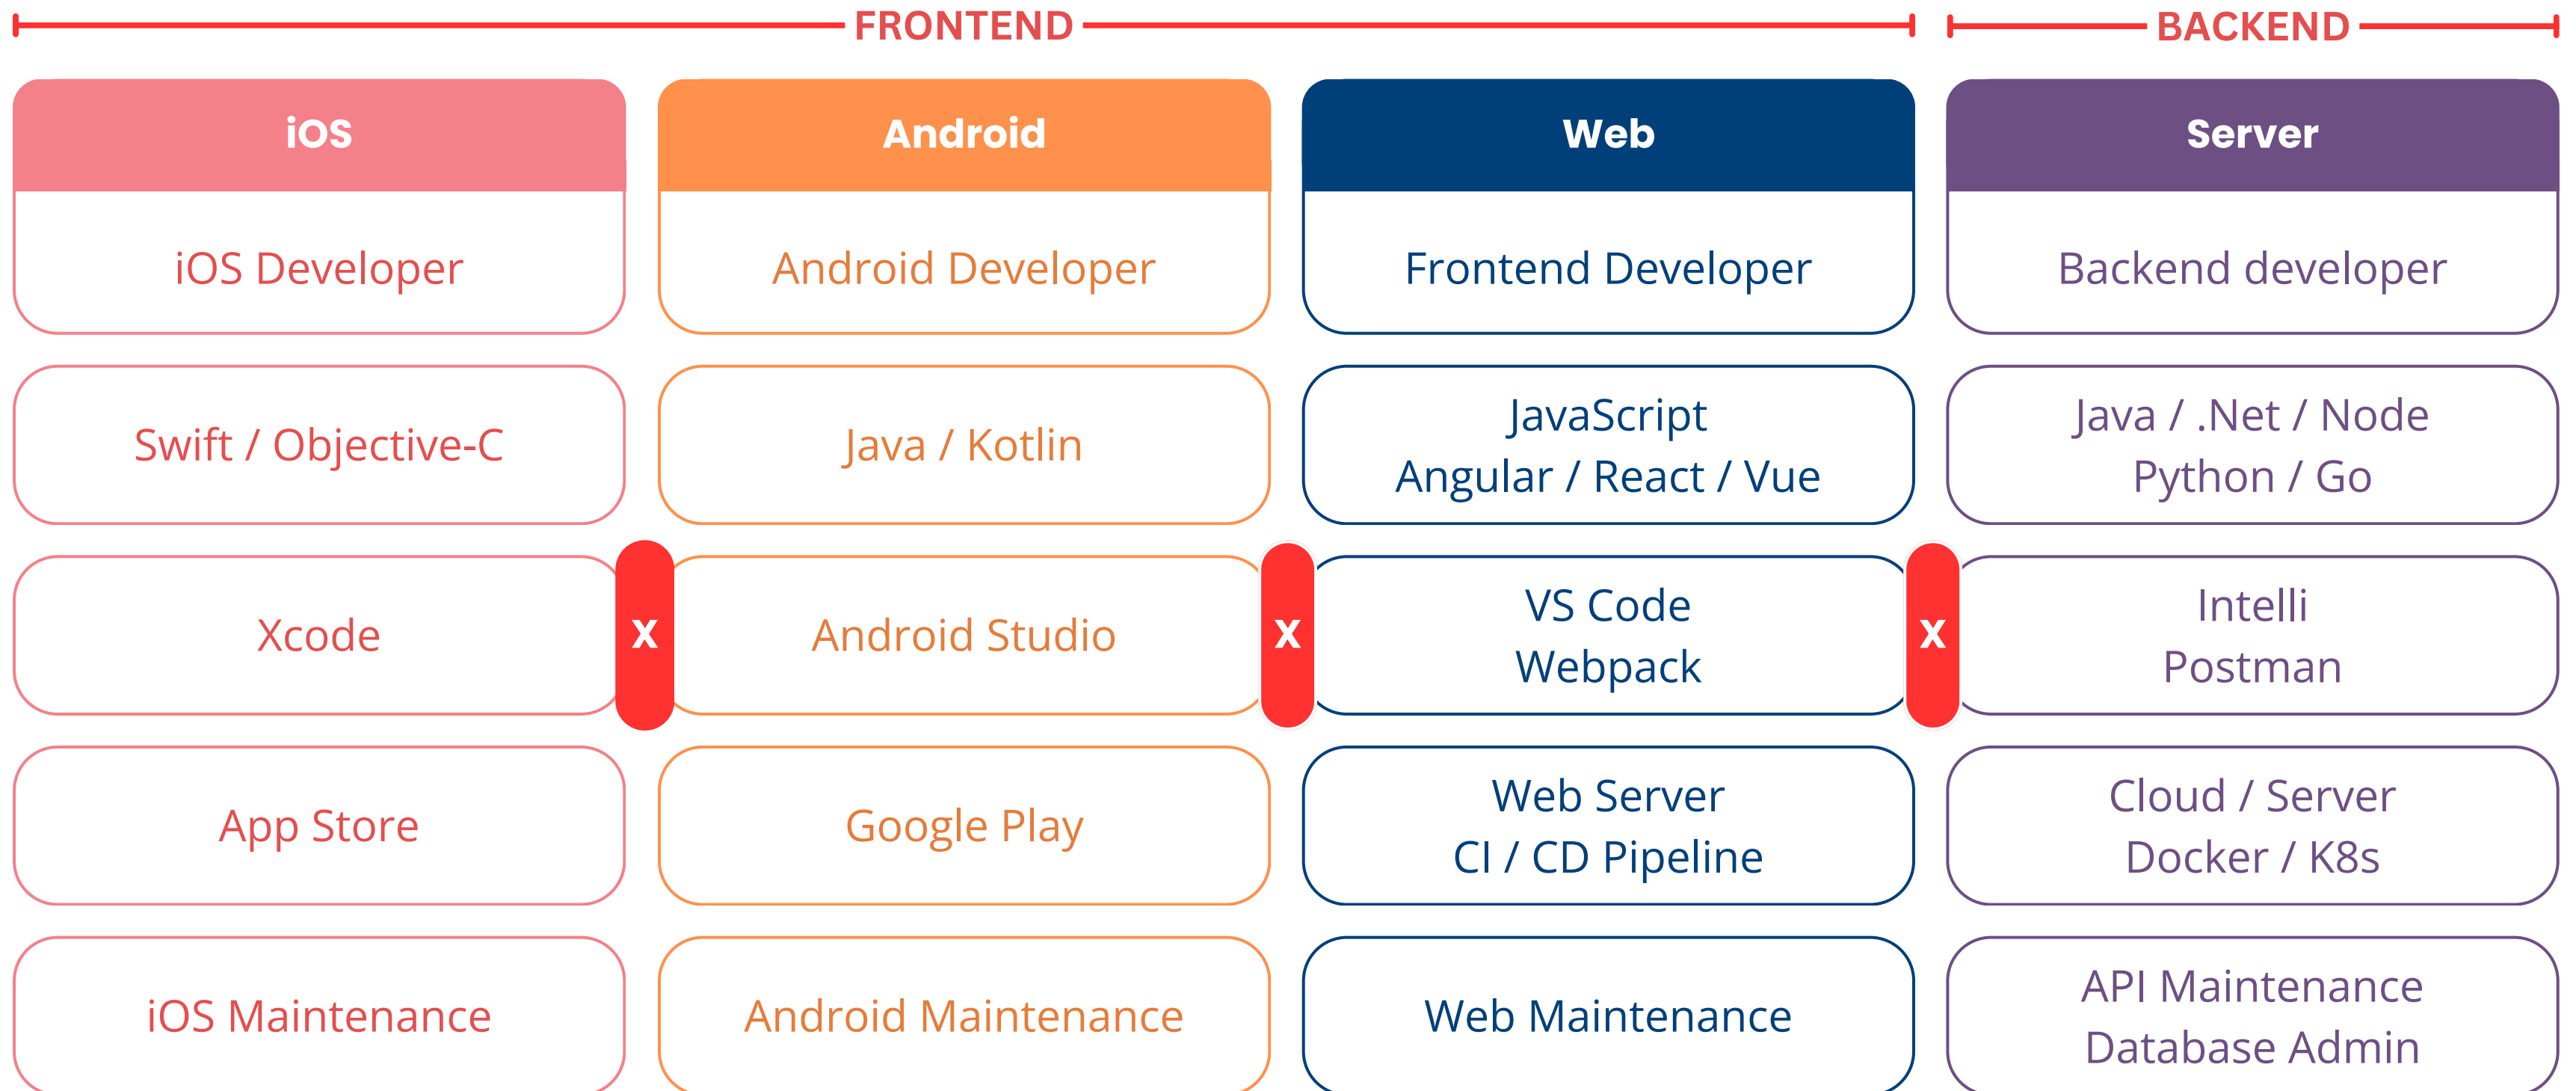 FRONTEND
BACKEND
iOS
Android
Web
Server
iOS Developer
Android Developer
Frontend Developer
Backend developer
Swift / Objective-C
Java / Kotlin
JavaScript
Angular / React / Vue
Java / .Net / Node
Python / Go
Xcode
X
Android Studio
X
VS Code
Webpack
X
Intelli
Postman
App Store
Google Play
Web Server
CI / CD Pipeline
Cloud / Server
Docker / K8s
iOS Maintenance
Android Maintenance
Web Maintenance
API Maintenance
Database Admin